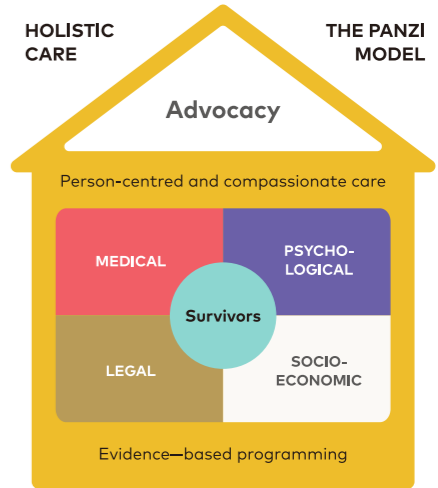 HOLISTIC
CARE
THE PANZI
MODEL
Advocacy
Person-centred and compassionate care
MEDICAL
PSYCHO-
LOGICAL
Survivors
LEGAL
SOCIO-
ECONOMIC
Evidence—based programming